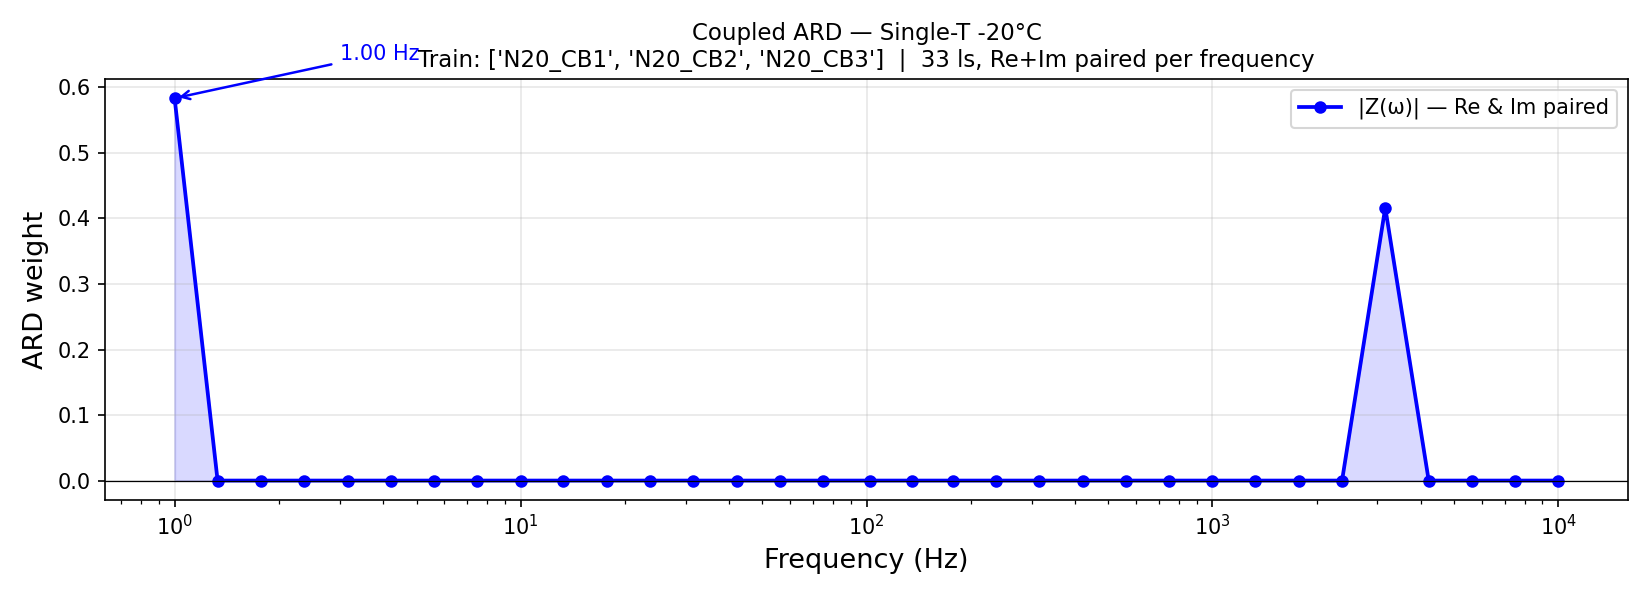 Coupled ARD — Single-T -20°C
Train: ['N20_CB1', 'N20_CB2', 'N20_CB3']  |  33 ls, Re+Im paired per frequency
1.00 Hz
|Z(ω)| — Re & Im paired
ARD weight
0.6
0.5
0.4
0.3
0.2
0.1
0.0
10⁰ 10¹ 10² 10³ 10⁴
Frequency (Hz)